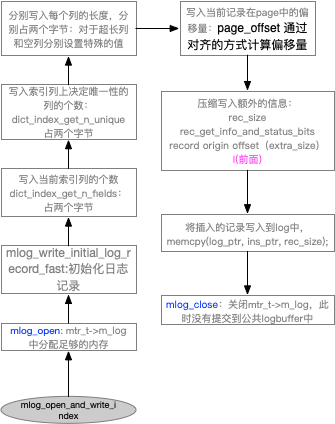 分别写入每个列的长度，分
别占两个字节：对于超长列
和空列分别设置特殊的值
写入索引列上决定唯一性的
列的个数：
dict_index_get_n_unique
占两个字节
写入当前索引列的个数
dict_index_get_n_fields：
占两个字节
mlog_write_initial_log_r
ecord_fast:初始化日志
记录
mlog_open: mtr_t->m_log
中分配足够的内存
mlog_open_and_write_i
ndex
写入当前记录在page中的偏
移量：page_offset 通过
对齐的方式计算偏移量
压缩写入额外的信息：
rec_size
rec_get_info_and_status_bits
record origin offset（extra_size）
I(前面)
将插入的记录写入到log中，
memcpy(log_ptr, ins_ptr, rec_size);
mlog_close：关闭mtr_t->m_log，此
时没有提交到公共logbuffer中